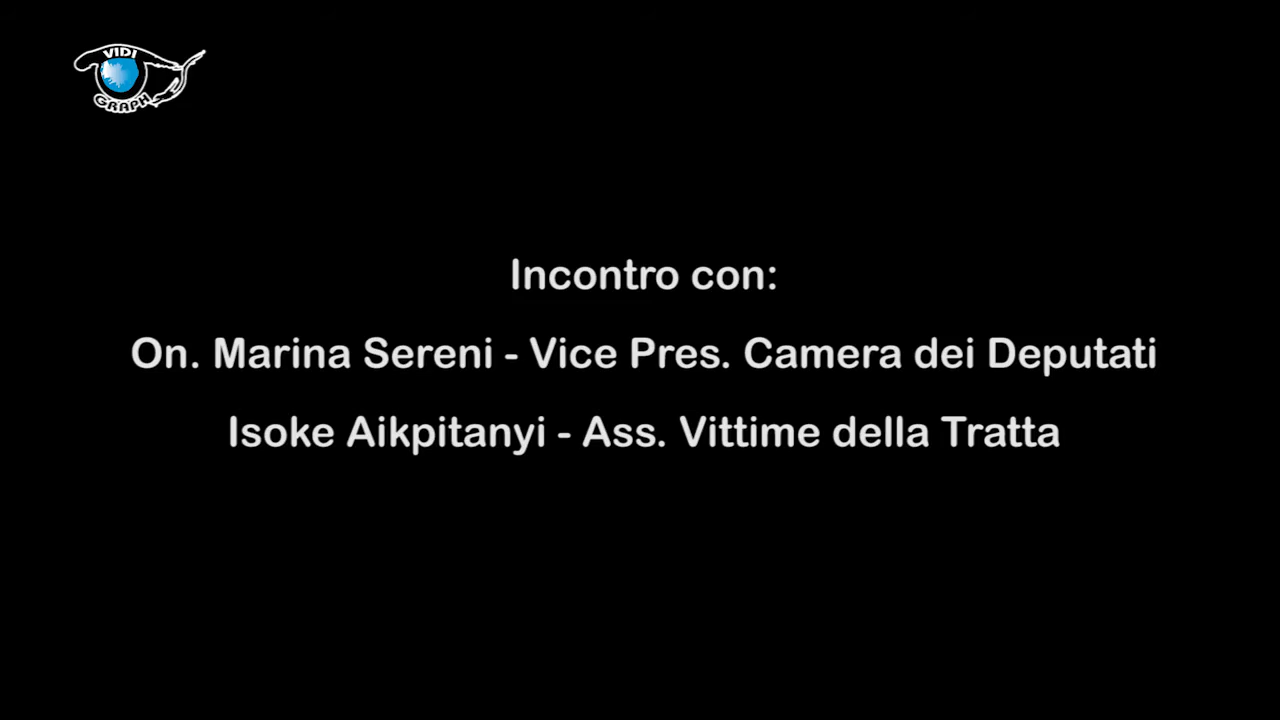 VIDI
GRAPH
Incontro con:
On. Marina Sereni - Vice Pres. Camera dei Deputati
Isoke Aikpitanyi - Ass. Vittime della Tratta